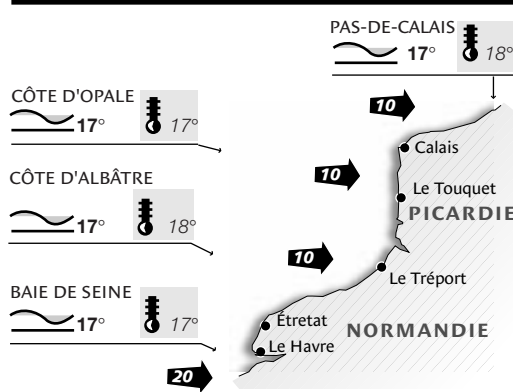 PAS-DE-CALAIS
17° 18°
CÔTE D'OPALE
17° 17°
10
Calais
10
Le Touquet
PICARDIE
CÔTE D'ALBÂTRE
17° 18°
10
Le Tréport
BAIE DE SEINE
17° 17°
Étretat
NORMANDIE
Le Havre
20